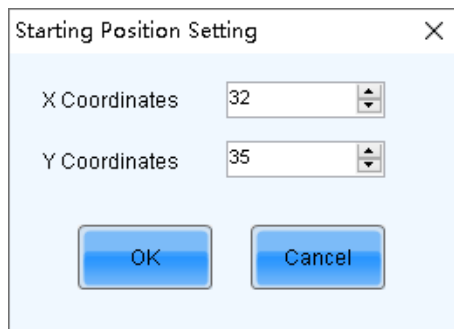 Starting Position Setting
X Coordinates 32
Y Coordinates 35
OK Cancel